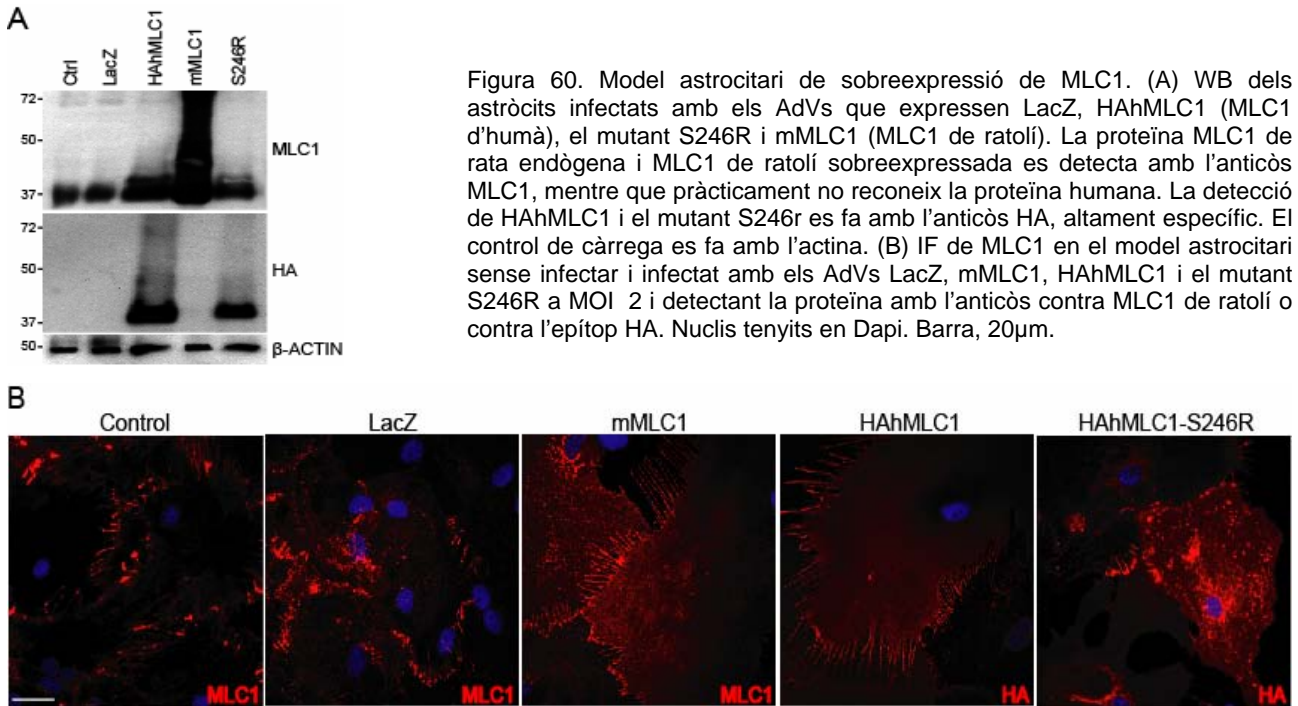 A
Ctrl
LacZ
HAhMLC1
mMLC1
S246R
72-
50-
37-
MLC1
72-
50-
37-
HA
50-
β-ACTIN
Figura 60. Model astrocitari de sobreexpressió de MLC1. (A) WB dels
astròcits infectats amb els AdVs que expressen LacZ, HAhMLC1 (MLC1
d'humà), el mutant S246R i mMLC1 (MLC1 de ratolí). La proteïna MLC1 de
rata endògena i MLC1 de ratolí sobreexpressada es detecta amb l'anticòs
MLC1, mentre que pràcticament no reconeix la proteïna humana. La detecció
de HAhMLC1 i el mutant S246r es fa amb l'anticòs HA, altament específic. El
control de càrrega es fa amb l'actina. (B) IF de MLC1 en el model astrocitari
sense infectar i infectat amb els AdVs LacZ, mMLC1, HAhMLC1 i el mutant
S246R a MOI 2 i detectant la proteïna amb l'anticòs contra MLC1 de ratolí o
contra l'epítop HA. Nuclis tenyits en Dapi. Barra, 20µm.
B
Control
LacZ
mMLC1
HAhMLC1
HAhMLC1-S246R
MLC1
MLC1
MLC1
HA
HA